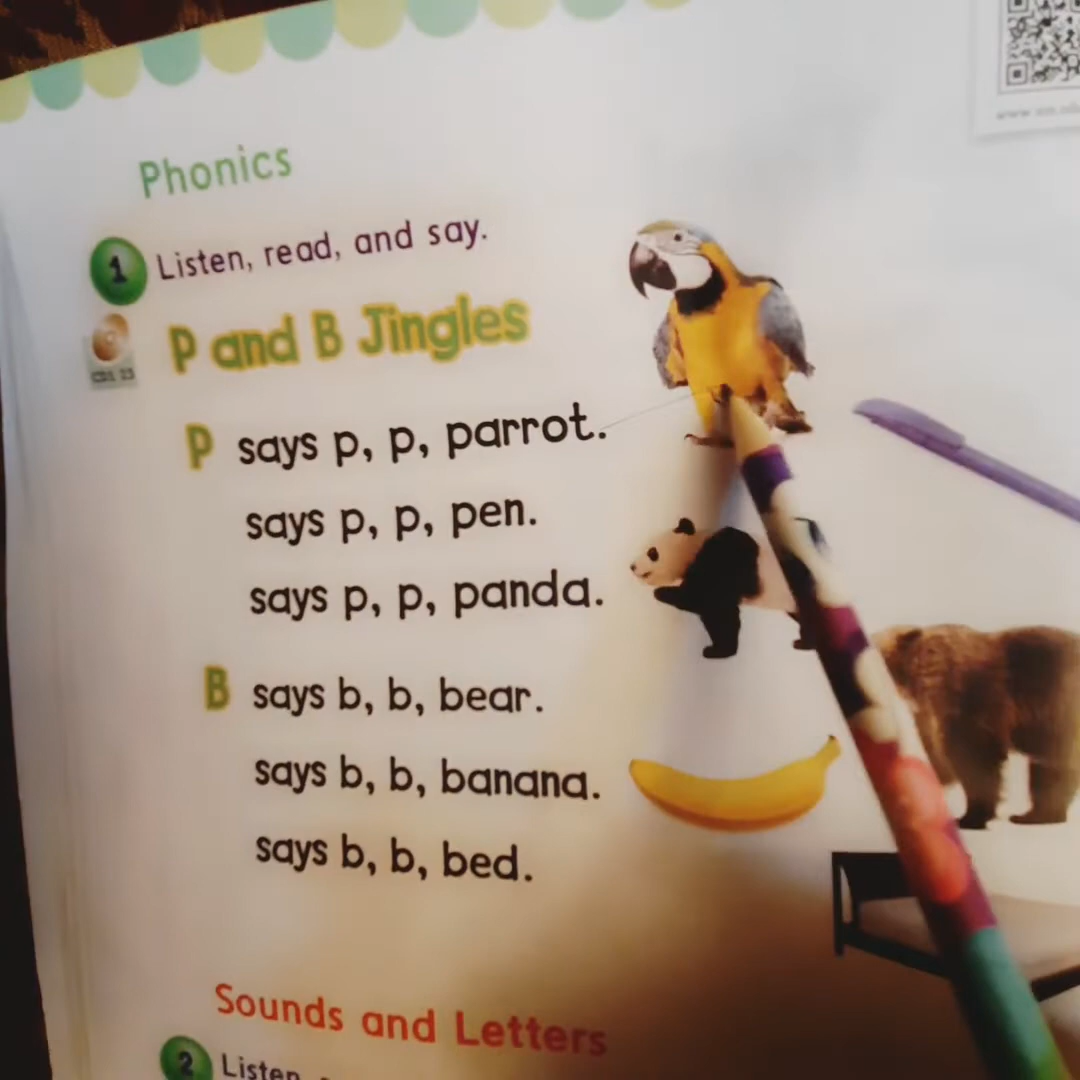 Phonics
1 Listen, read, and say.
P and B Jingles
P says p, p, parrot.
says p, p, pen.
says p, p, panda.
B says b, b, bear.
says b, b, banana.
says b, b, bed.
Sounds and Letters
2 Listen,